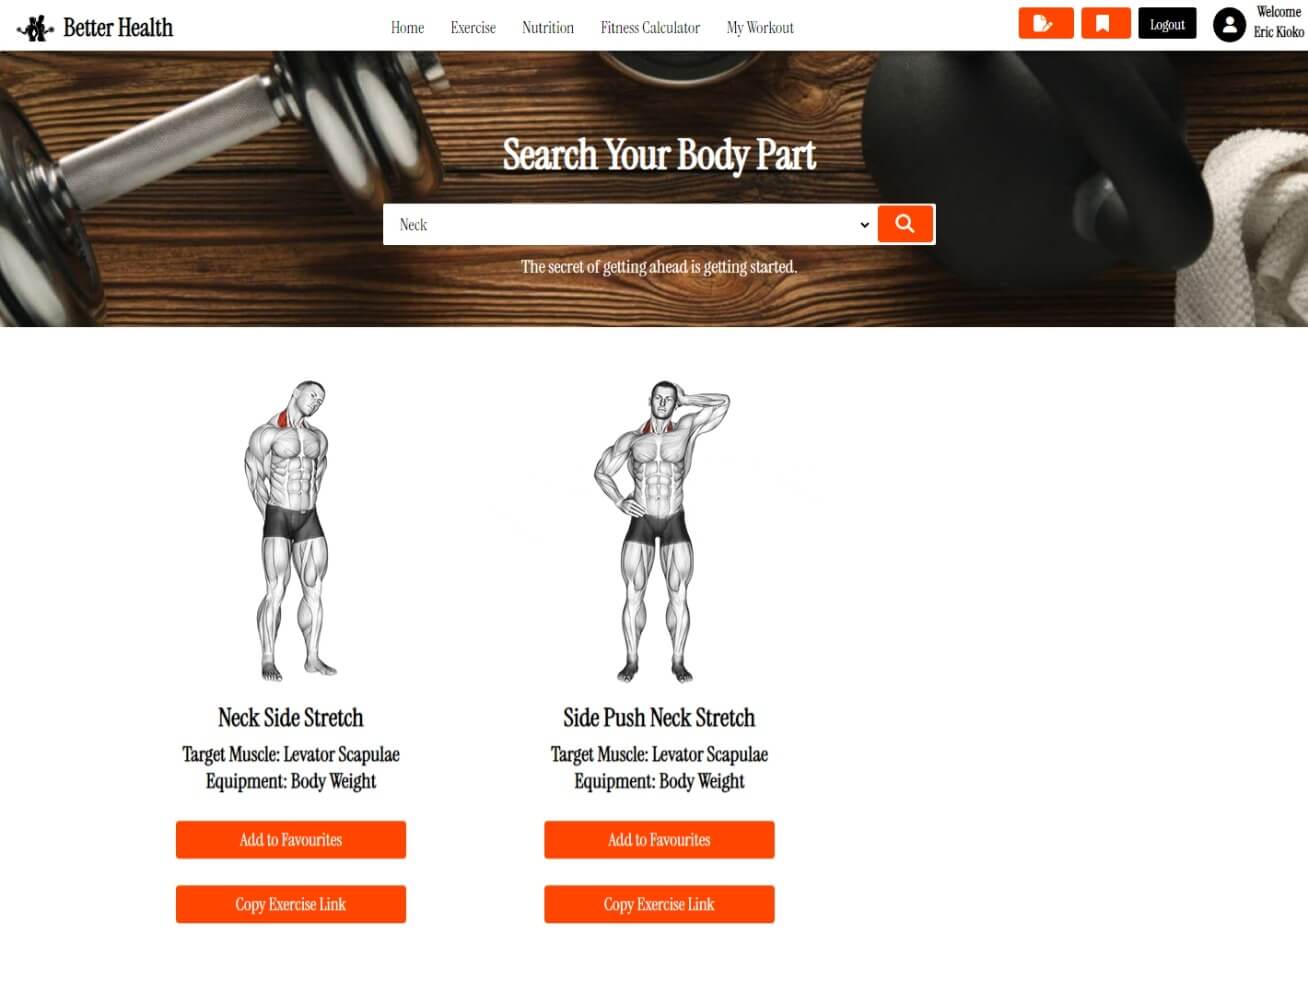 Better Health
Home
Exercise
Nutrition
Fitness Calculator
My Workout
Logout
Welcome
Eric Kioko
Search Your Body Part
Neck
The secret of getting ahead is getting started.
Neck Side Stretch
Target Muscle: Levator Scapulae
Equipment: Body Weight
Add to Favourites
Copy Exercise Link
Side Push Neck Stretch
Target Muscle: Levator Scapulae
Equipment: Body Weight
Add to Favourites
Copy Exercise Link